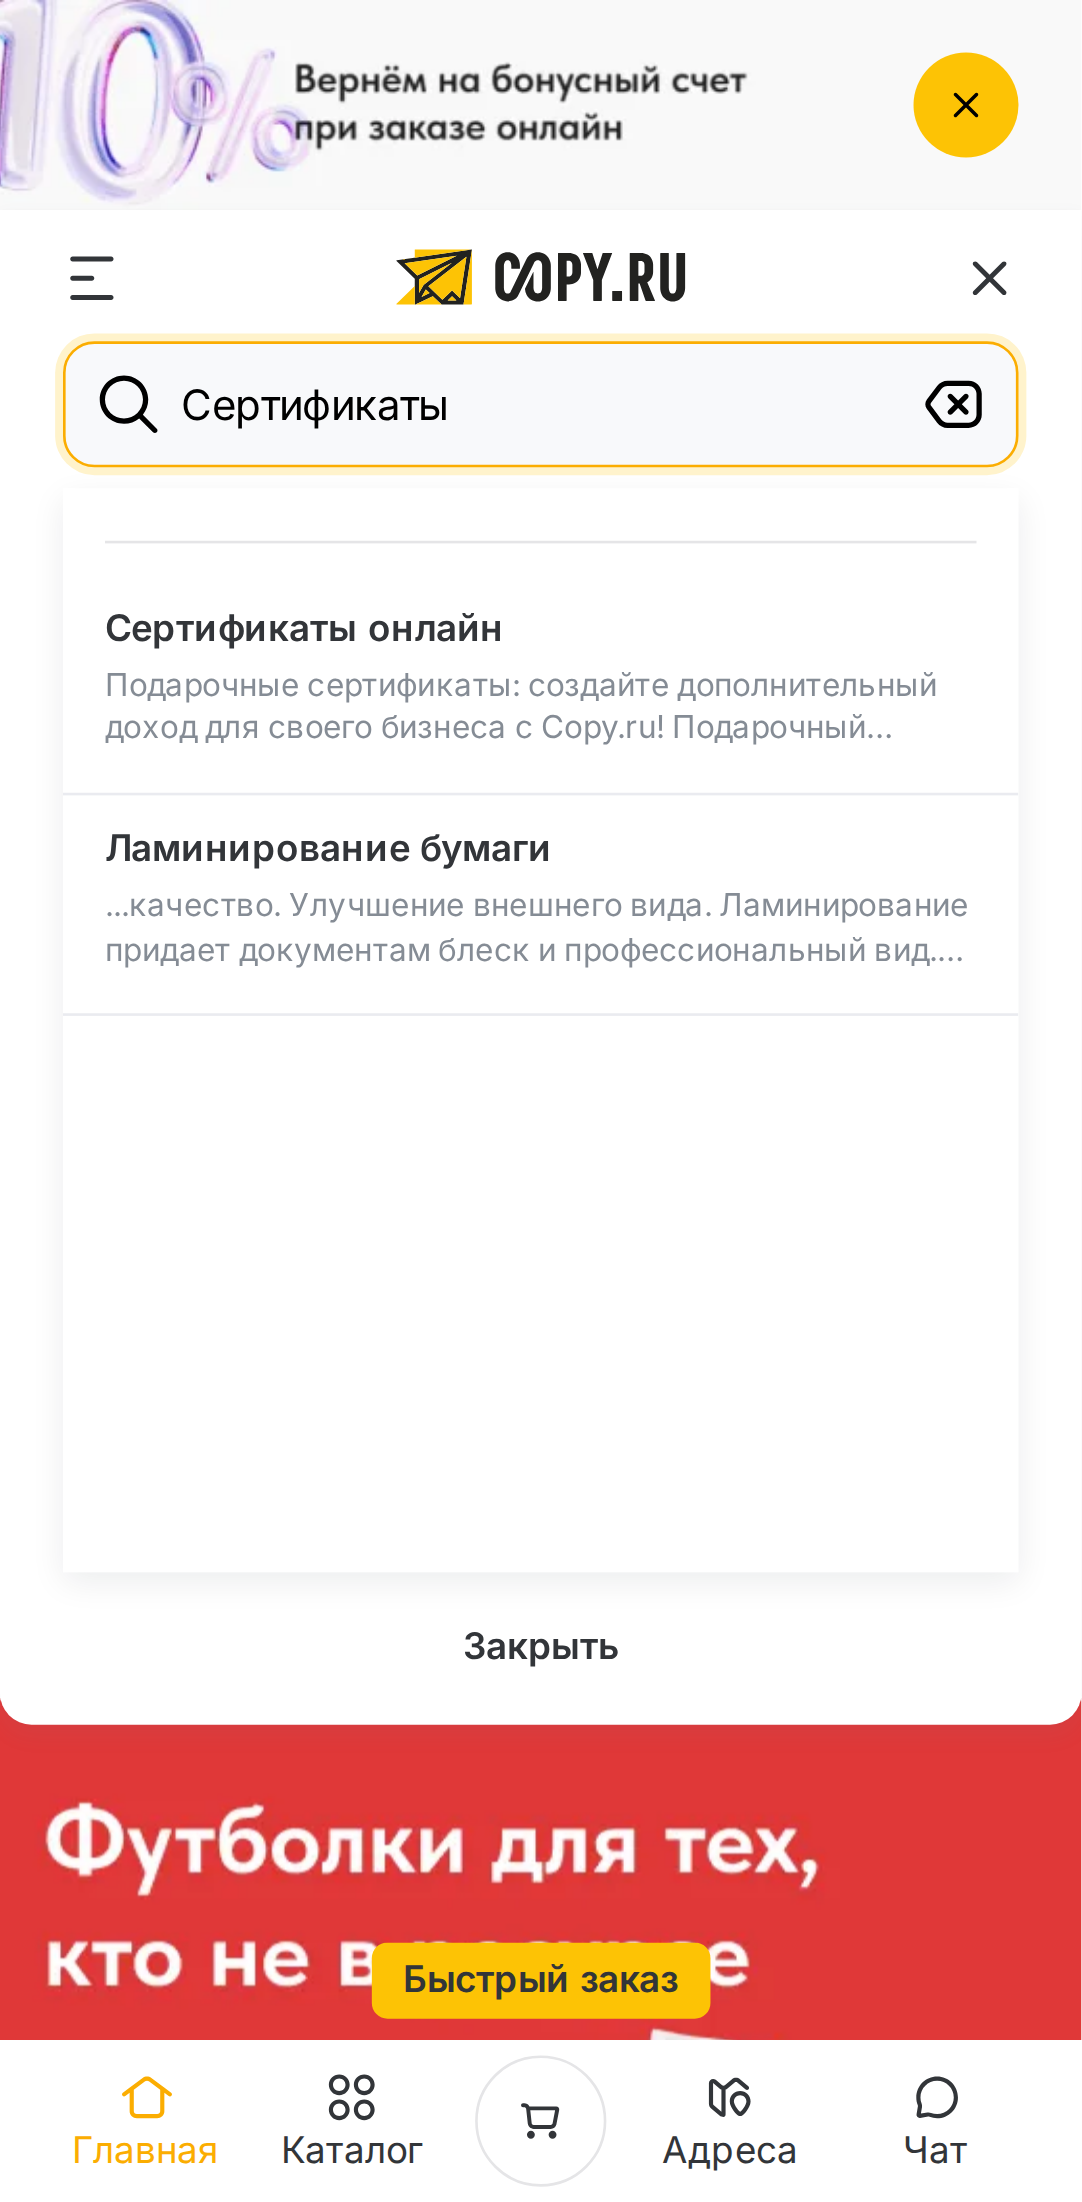 10%
Вернём на бонусный счет
при заказе онлайн
COPY.RU
Сертификаты
Сертификаты онлайн
Подарочные сертификаты: создайте дополнительный
доход для своего бизнеса с Copy.ru! Подарочный...
Ламинирование бумаги
...качество. Улучшение внешнего вида. Ламинирование
придает документам блеск и профессиональный вид....
Закрыть
Футболки для тех,
кто не в
Быстрый заказ
Главная
Каталог
Адреса
Чат